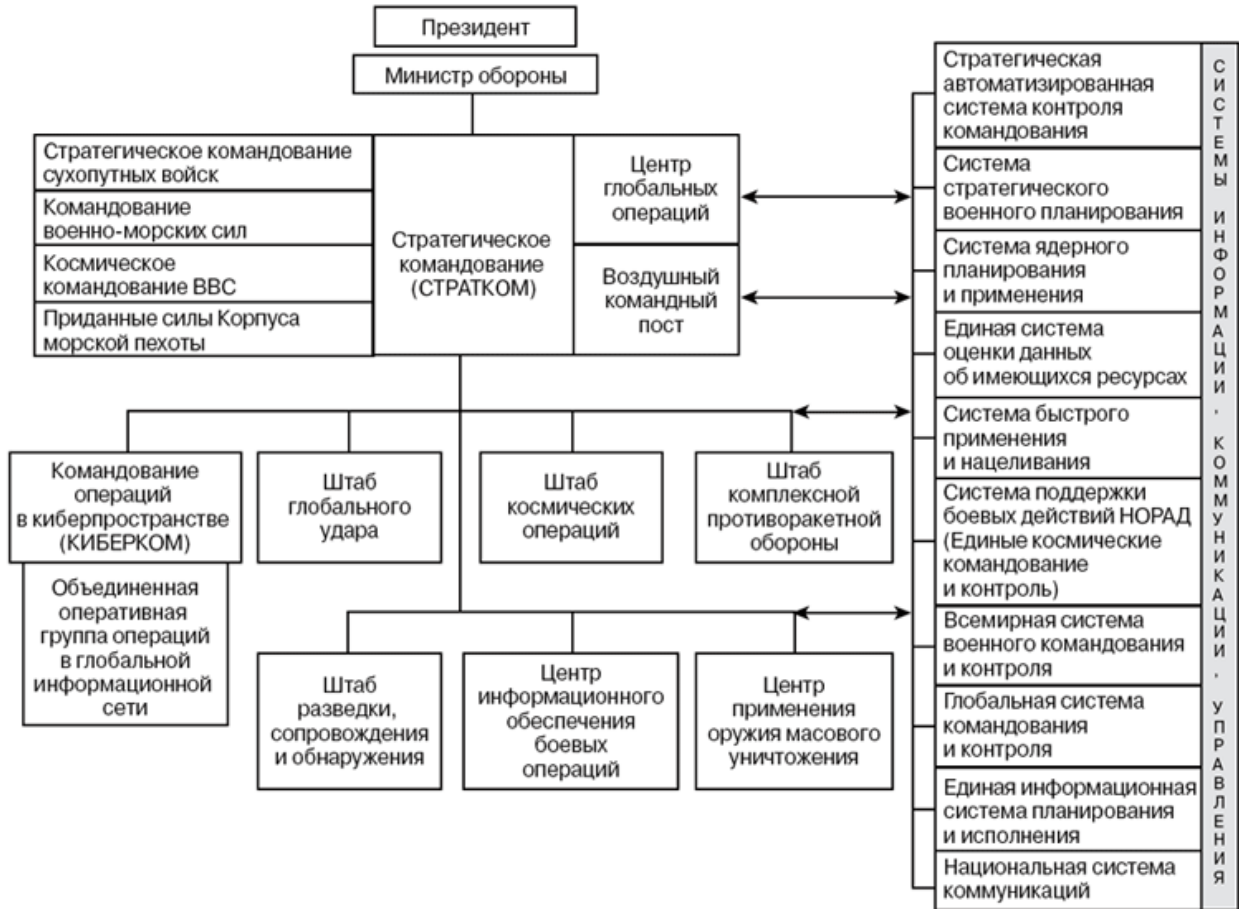 Президент
Министр обороны
Стратегическое командование
сухопутных войск
Командование
военно-морских сил
Космическое
командование ВВС
Приданные силы Корпуса
морской пехоты
Стратегическое
командование
(СТРАТКОМ)
Центр
глобальных
операций
Воздушный
командный
пост
Командование
операций
в киберпространстве
(КИБЕРКОМ)
Объединенная
оперативная
группа операций
в глобальной
информационной
сети
Штаб
глобального
удара
Штаб
космических
операций
Штаб
комплексной
противоракетной
обороны
Штаб
разведки,
сопровождения
и обнаружения
Центр
информационного
обеспечения
боевых
операций
Центр
применения
оружия массового
уничтожения
Стратегическая
автоматизированная
система контроля
командования
Система
стратегического
военного планирования
Система ядерного
планирования
и применения
Единая система
оценки данных
об имеющихся ресурсах
Система быстрого
применения
и нацеливания
Система поддержки
боевых действий НОРАД
(Единые космические
командование
и контроль)
Всемирная система
военного командования
и контроля
Глобальная система
командования
и контроля
Единая информационная
система планирования
и исполнения
Национальная система
коммуникаций
СИСТЕМЫ ИНФОРМАЦИИ, КОММУНИКАЦИИ, УПРАВЛЕНИЯ